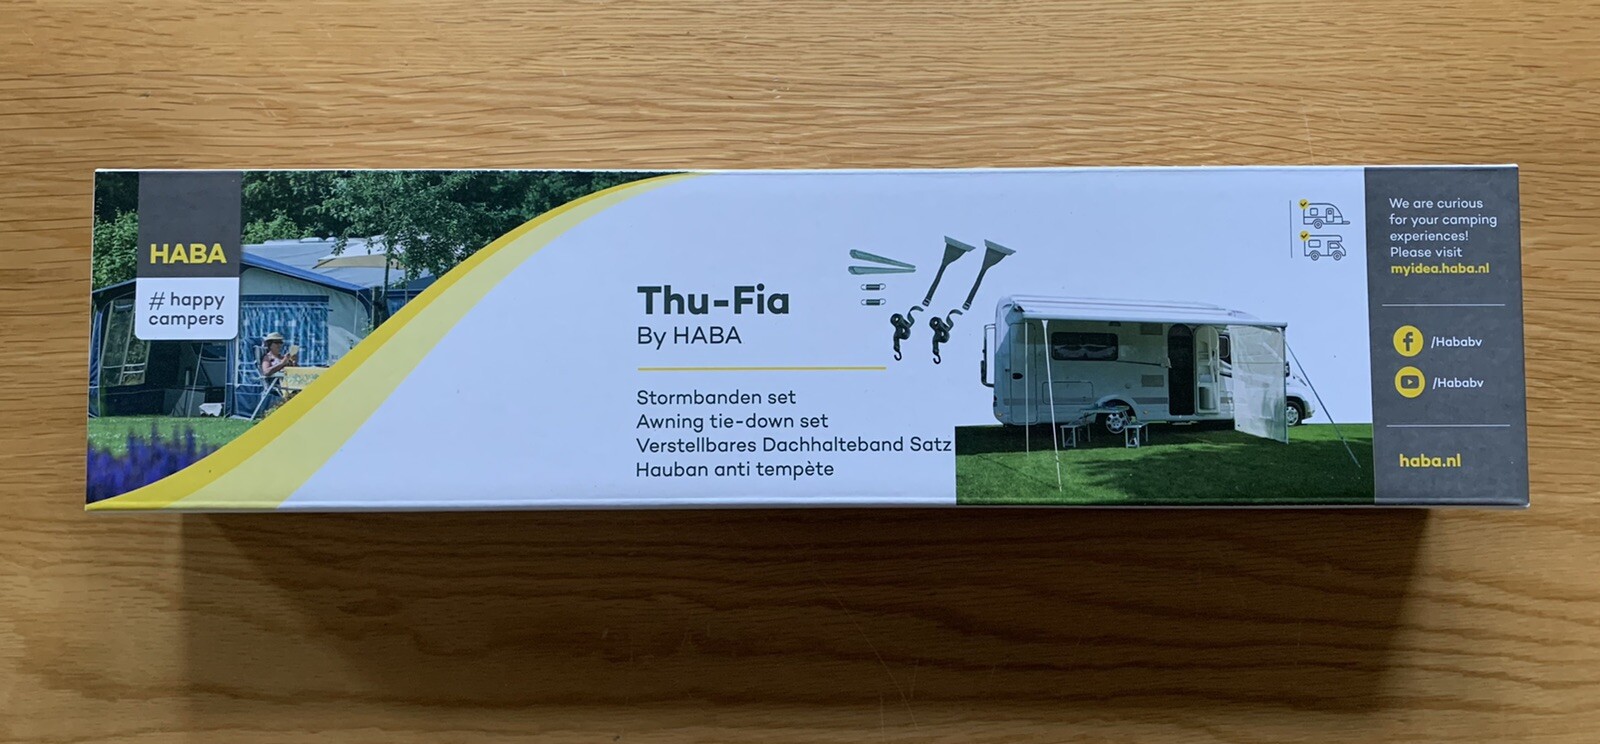 HABA
# happy
campers
Thu-Fia
By HABA
Stormbanden set
Awning tie-down set
Verstellbares Dachhalteband Satz
Hauban anti tempète
We are curious
for your camping
experiences!
Please visit
myidea.haba.nl
/Hababv
/Hababv
haba.nl